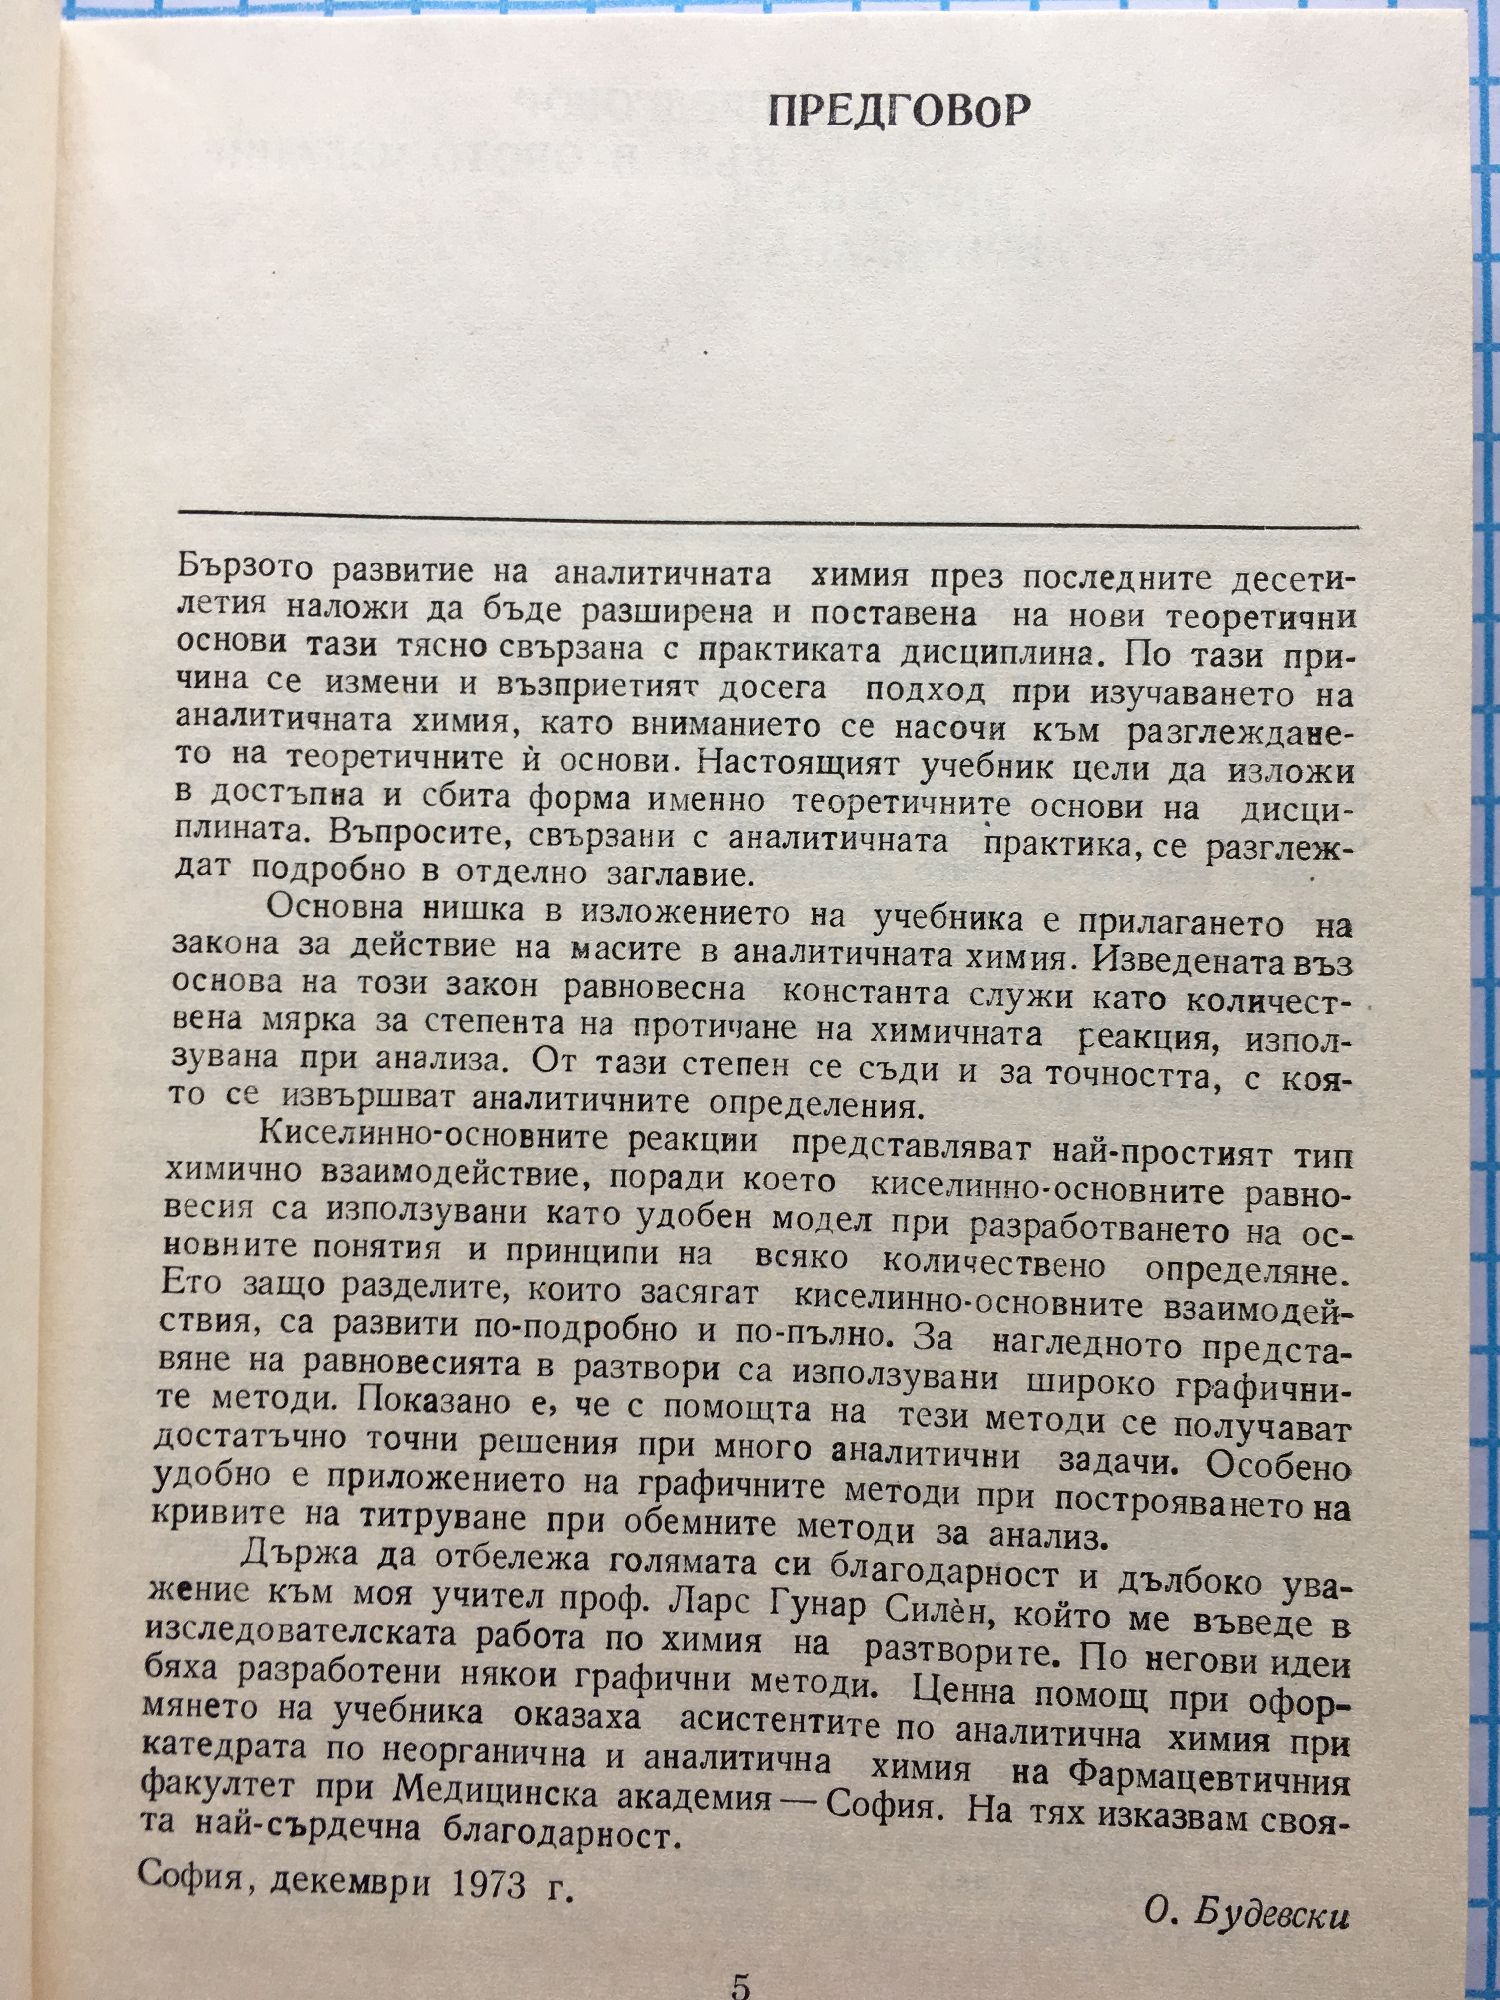 ПРЕДГОВОР
Бързото развитие на аналитичната химия през последните десети-
летия наложи да бъде разширена и поставена на нови теоретични
основи тази тясно свързана с практиката дисциплина. По тази при-
чина се измени и възприетият досега подход при изучаването на
аналитичната химия, като вниманието се насочи към разглеждане-
то на теоретичните ѝ основи. Настоящият учебник цели да изложи
в достъпна и сбита форма именно теоретичните основи на дисци-
плината. Въпросите, свързани с аналитичната практика, се разглеж-
дат подробно в отделно заглавие.
Основна нишка в изложението на учебника е прилагането на
закона за действие на масите в аналитичната химия. Изведената въз
основа на този закон равновесна константа служи като количест-
вена мярка за степента на протичане на химичната реакция, изпол-
зувана при анализа. От тази степен се съди и за точността, с коя-
то се извършват аналитичните определения.
Киселинно-основните реакции представляват най-простият тип
химично взаимодействие, поради което киселинно-основните равно-
весия са използувани като удобен модел при разработването на ос-
новните понятия и принципи на всяко количествено определяне.
Ето защо разделите, които засягат киселинно-основните взаимодей-
ствия, са развити по-подробно и по-пълно. За нагледното предста-
вяне на равновесията в разтвори са използувани широко графични-
те методи. Показано е, че с помощта на тези методи се получават
достатъчно точни решения при много аналитични задачи. Особено
удобно е приложението на графичните методи при построяването на
кривите на титруване при обемните методи за анализ.
Държа да отбележа голямата си благодарност и дълбоко ува-
жение към моя учител проф. Ларс Гунар Силѐн, който ме въведе в
изследователската работа по химия на разтворите. По негови идеи
бяха разработени някои графични методи. Ценна помощ при офор-
мянето на учебника оказаха асистентите по аналитична химия при
катедрата по неорганична и аналитична химия на Фармацевтичния
факултет при Медицинска академия — София. На тях изказвам своя-
та най-сърдечна благодарност.
София, декември 1973 г.
О. Будевски
5